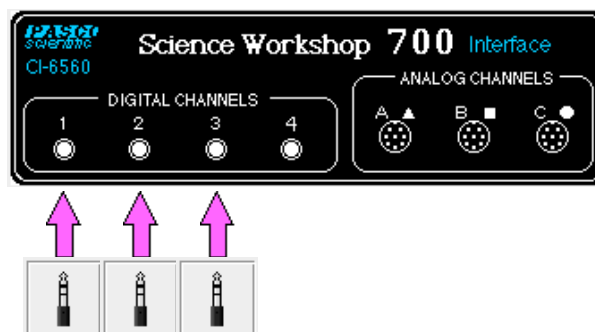 PASCO
scientific
CI-6560
Science Workshop 700 Interface
DIGITAL CHANNELS
1 2 3 4
ANALOG CHANNELS
A B C